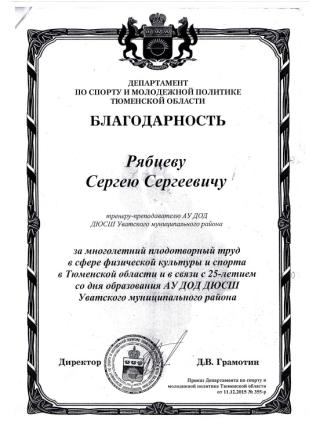 ДЕПАРТАМЕНТ
ПО СПОРТУ И МОЛОДЕЖНОЙ ПОЛИТИКЕ
ТЮМЕНСКОЙ ОБЛАСТИ
БЛАГОДАРНОСТЬ
Рябцеву
Сергею Сергеевичу
тренеру-преподавателю АУ ДОД
ДЮСШ Уватского муниципального района
за многолетний плодотворный труд
в сфере физической культуры и спорта
в Тюменской области и в связи с 25-летием
со дня образования АУ ДОД ДЮСШ
Уватского муниципального района
Директор Д.В. Грамотин
Приказ Департамента по спорту и
молодежной политике Тюменской области
от 11.12.2015 №